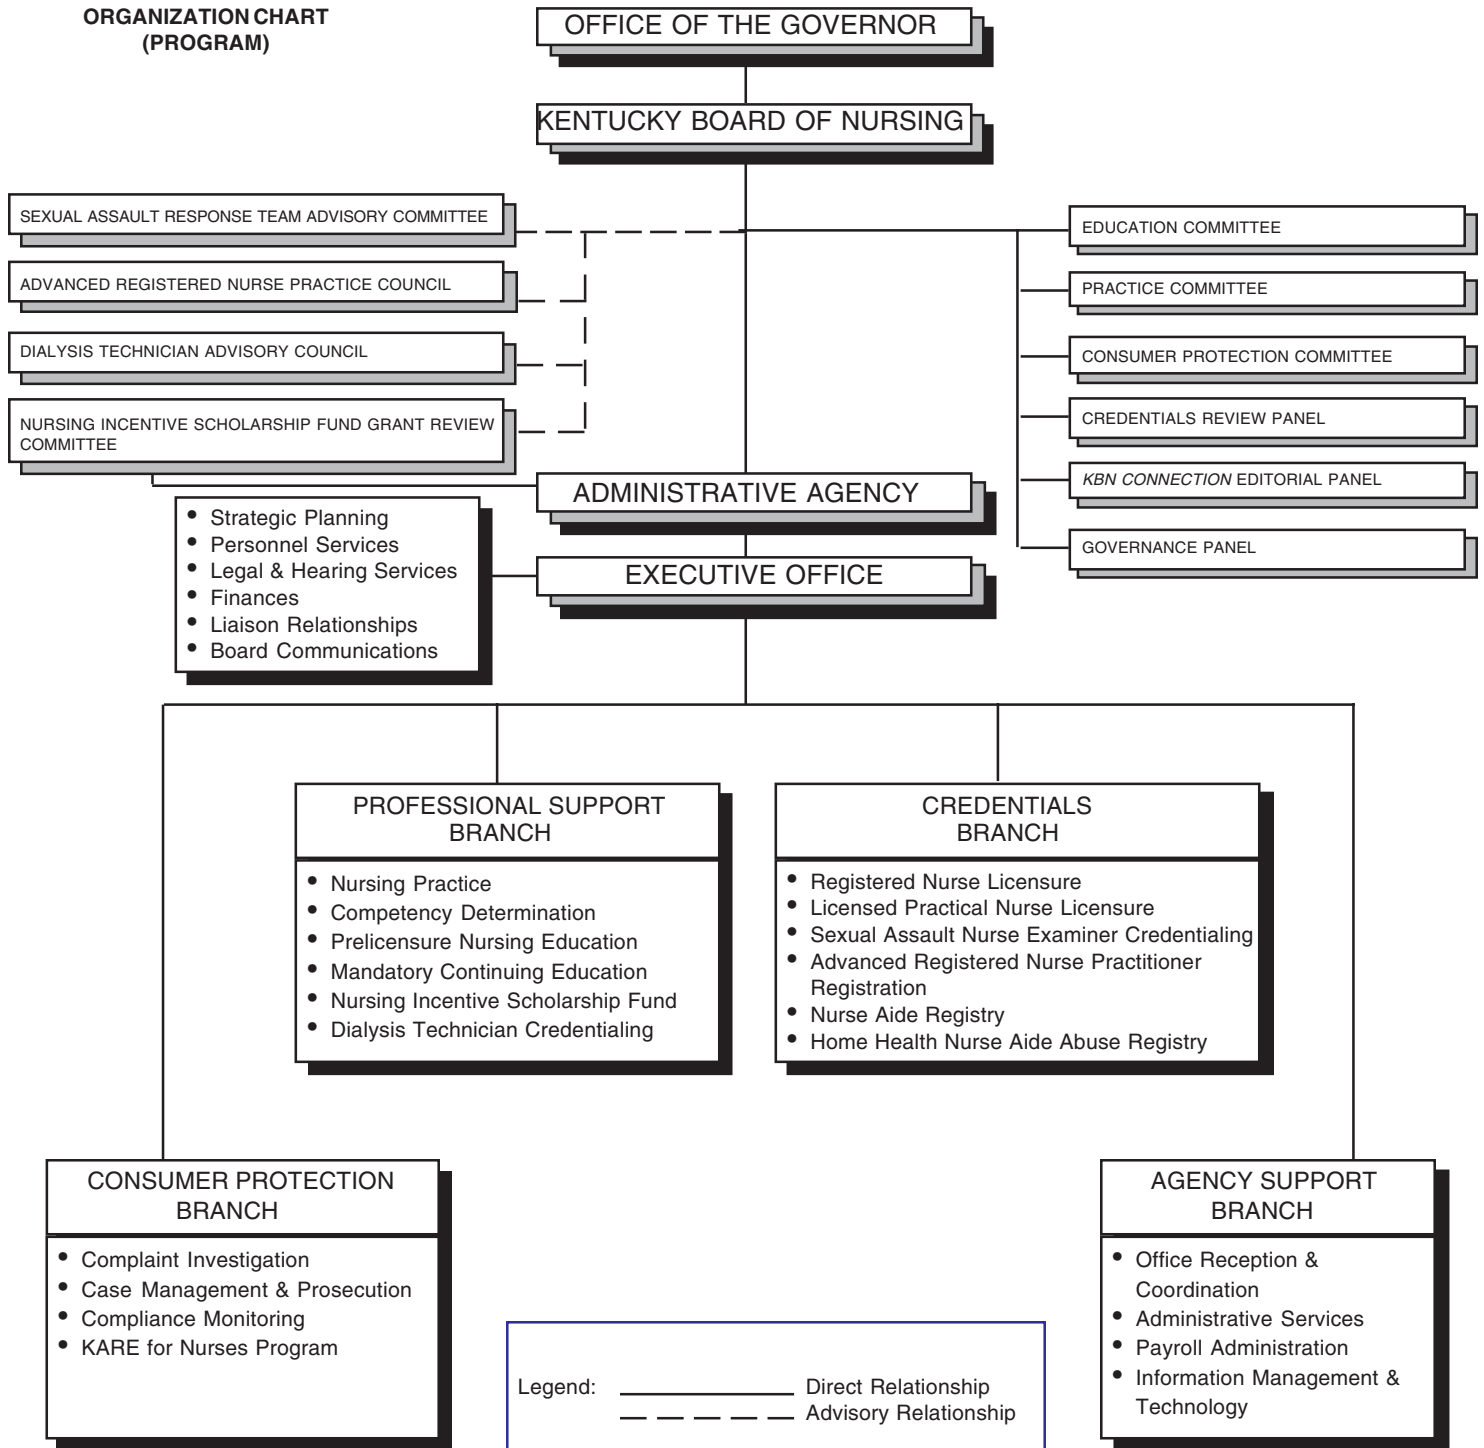 ORGANIZATION CHART
(PROGRAM)
OFFICE OF THE GOVERNOR
KENTUCKY BOARD OF NURSING
SEXUAL ASSAULT RESPONSE TEAM ADVISORY COMMITTEE
ADVANCED REGISTERED NURSE PRACTICE COUNCIL
DIALYSIS TECHNICIAN ADVISORY COUNCIL
NURSING INCENTIVE SCHOLARSHIP FUND GRANT REVIEW
COMMITTEE
EDUCATION COMMITTEE
PRACTICE COMMITTEE
CONSUMER PROTECTION COMMITTEE
CREDENTIALS REVIEW PANEL
KBN CONNECTION EDITORIAL PANEL
GOVERNANCE PANEL
ADMINISTRATIVE AGENCY
EXECUTIVE OFFICE
• Strategic Planning
• Personnel Services
• Legal & Hearing Services
• Finances
• Liaison Relationships
• Board Communications
PROFESSIONAL SUPPORT
BRANCH
• Nursing Practice
• Competency Determination
• Prelicensure Nursing Education
• Mandatory Continuing Education
• Nursing Incentive Scholarship Fund
• Dialysis Technician Credentialing
CREDENTIALS
BRANCH
• Registered Nurse Licensure
• Licensed Practical Nurse Licensure
• Sexual Assault Nurse Examiner Credentialing
• Advanced Registered Nurse Practitioner
Registration
• Nurse Aide Registry
• Home Health Nurse Aide Abuse Registry
CONSUMER PROTECTION
BRANCH
• Complaint Investigation
• Case Management & Prosecution
• Compliance Monitoring
• KARE for Nurses Program
AGENCY SUPPORT
BRANCH
• Office Reception &
Coordination
• Administrative Services
• Payroll Administration
• Information Management &
Technology
Legend: Direct Relationship
Advisory Relationship